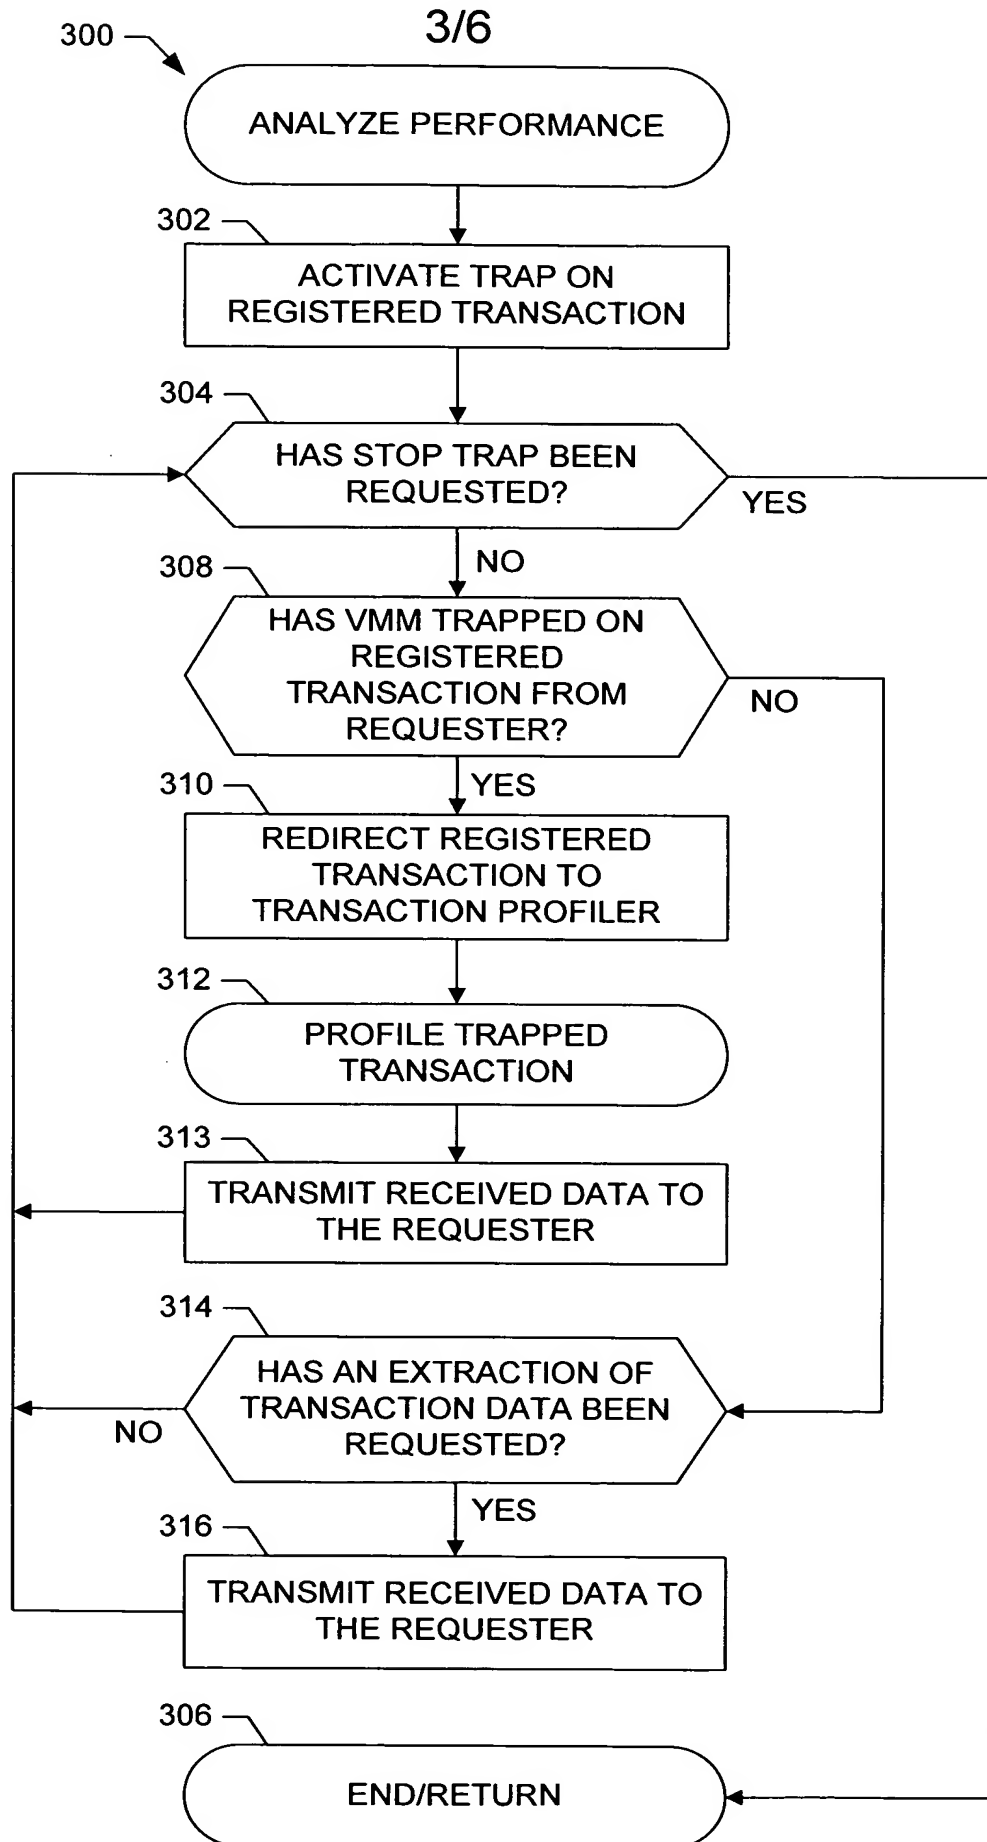 3/6
300
ANALYZE PERFORMANCE
302
ACTIVATE TRAP ON
REGISTERED TRANSACTION
304
HAS STOP TRAP BEEN
REQUESTED?
YES
NO
308
HAS VMM TRAPPED ON
REGISTERED
TRANSACTION FROM
REQUESTER?
NO
YES
310
REDIRECT REGISTERED
TRANSACTION TO
TRANSACTION PROFILER
312
PROFILE TRAPPED
TRANSACTION
313
TRANSMIT RECEIVED DATA TO
THE REQUESTER
314
HAS AN EXTRACTION OF
TRANSACTION DATA BEEN
REQUESTED?
NO
YES
316
TRANSMIT RECEIVED DATA TO
THE REQUESTER
306
END/RETURN